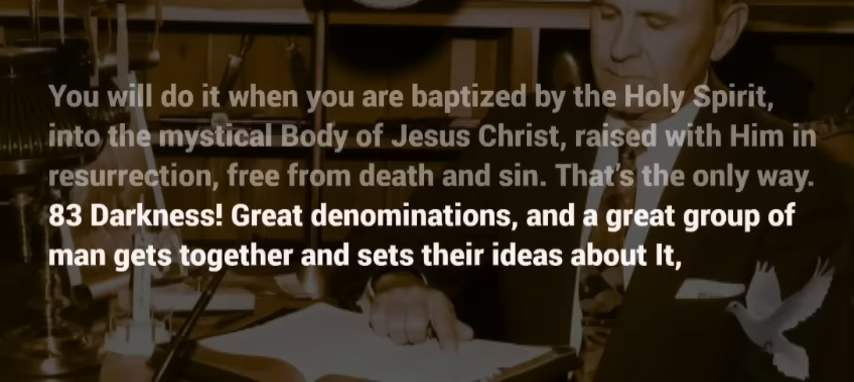 You will do it when you are baptized by the Holy Spirit,
into the mystical Body of Jesus Christ, raised with Him in
resurrection, free from death and sin. That's the only way.
83 Darkness! Great denominations, and a great group of
man gets together and sets their ideas about It,